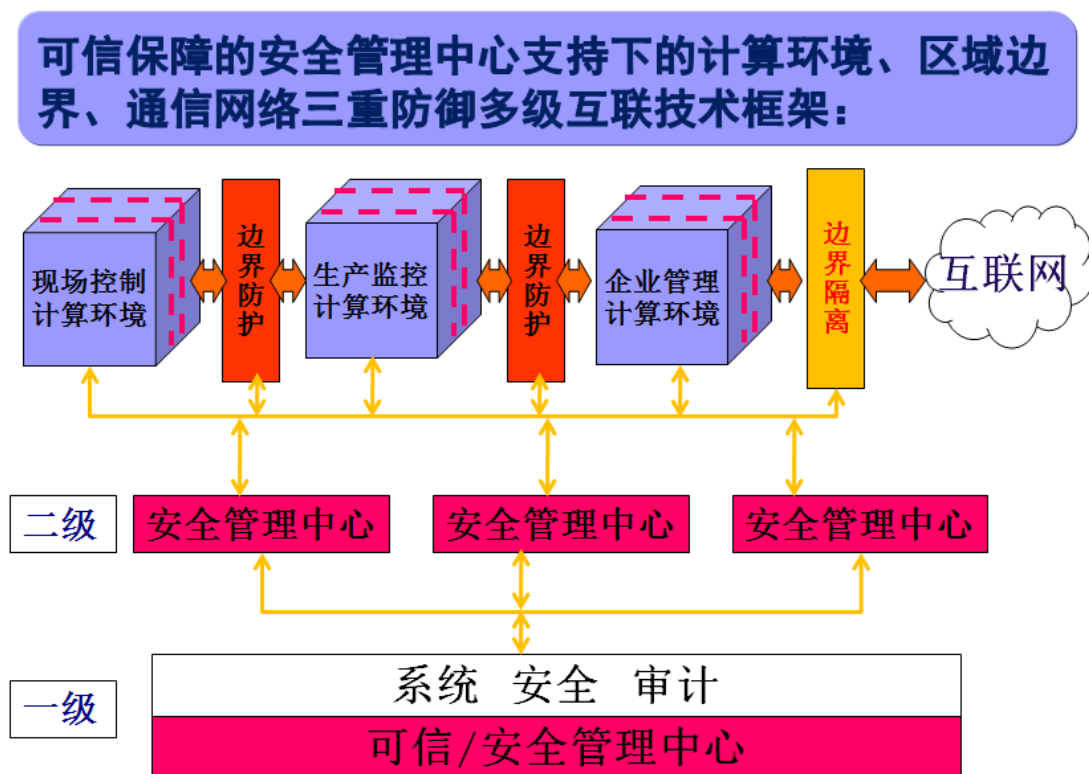 可信保障的安全管理中心支持下的计算环境、区域边
界、通信网络三重防御多级互联技术框架：
现场控制
计算环境
边界防护
生产监控
计算环境
边界防护
企业管理
计算环境
边界隔离
互联网
二级
安全管理中心
安全管理中心
安全管理中心
一级
系统 安全 审计
可信/安全管理中心